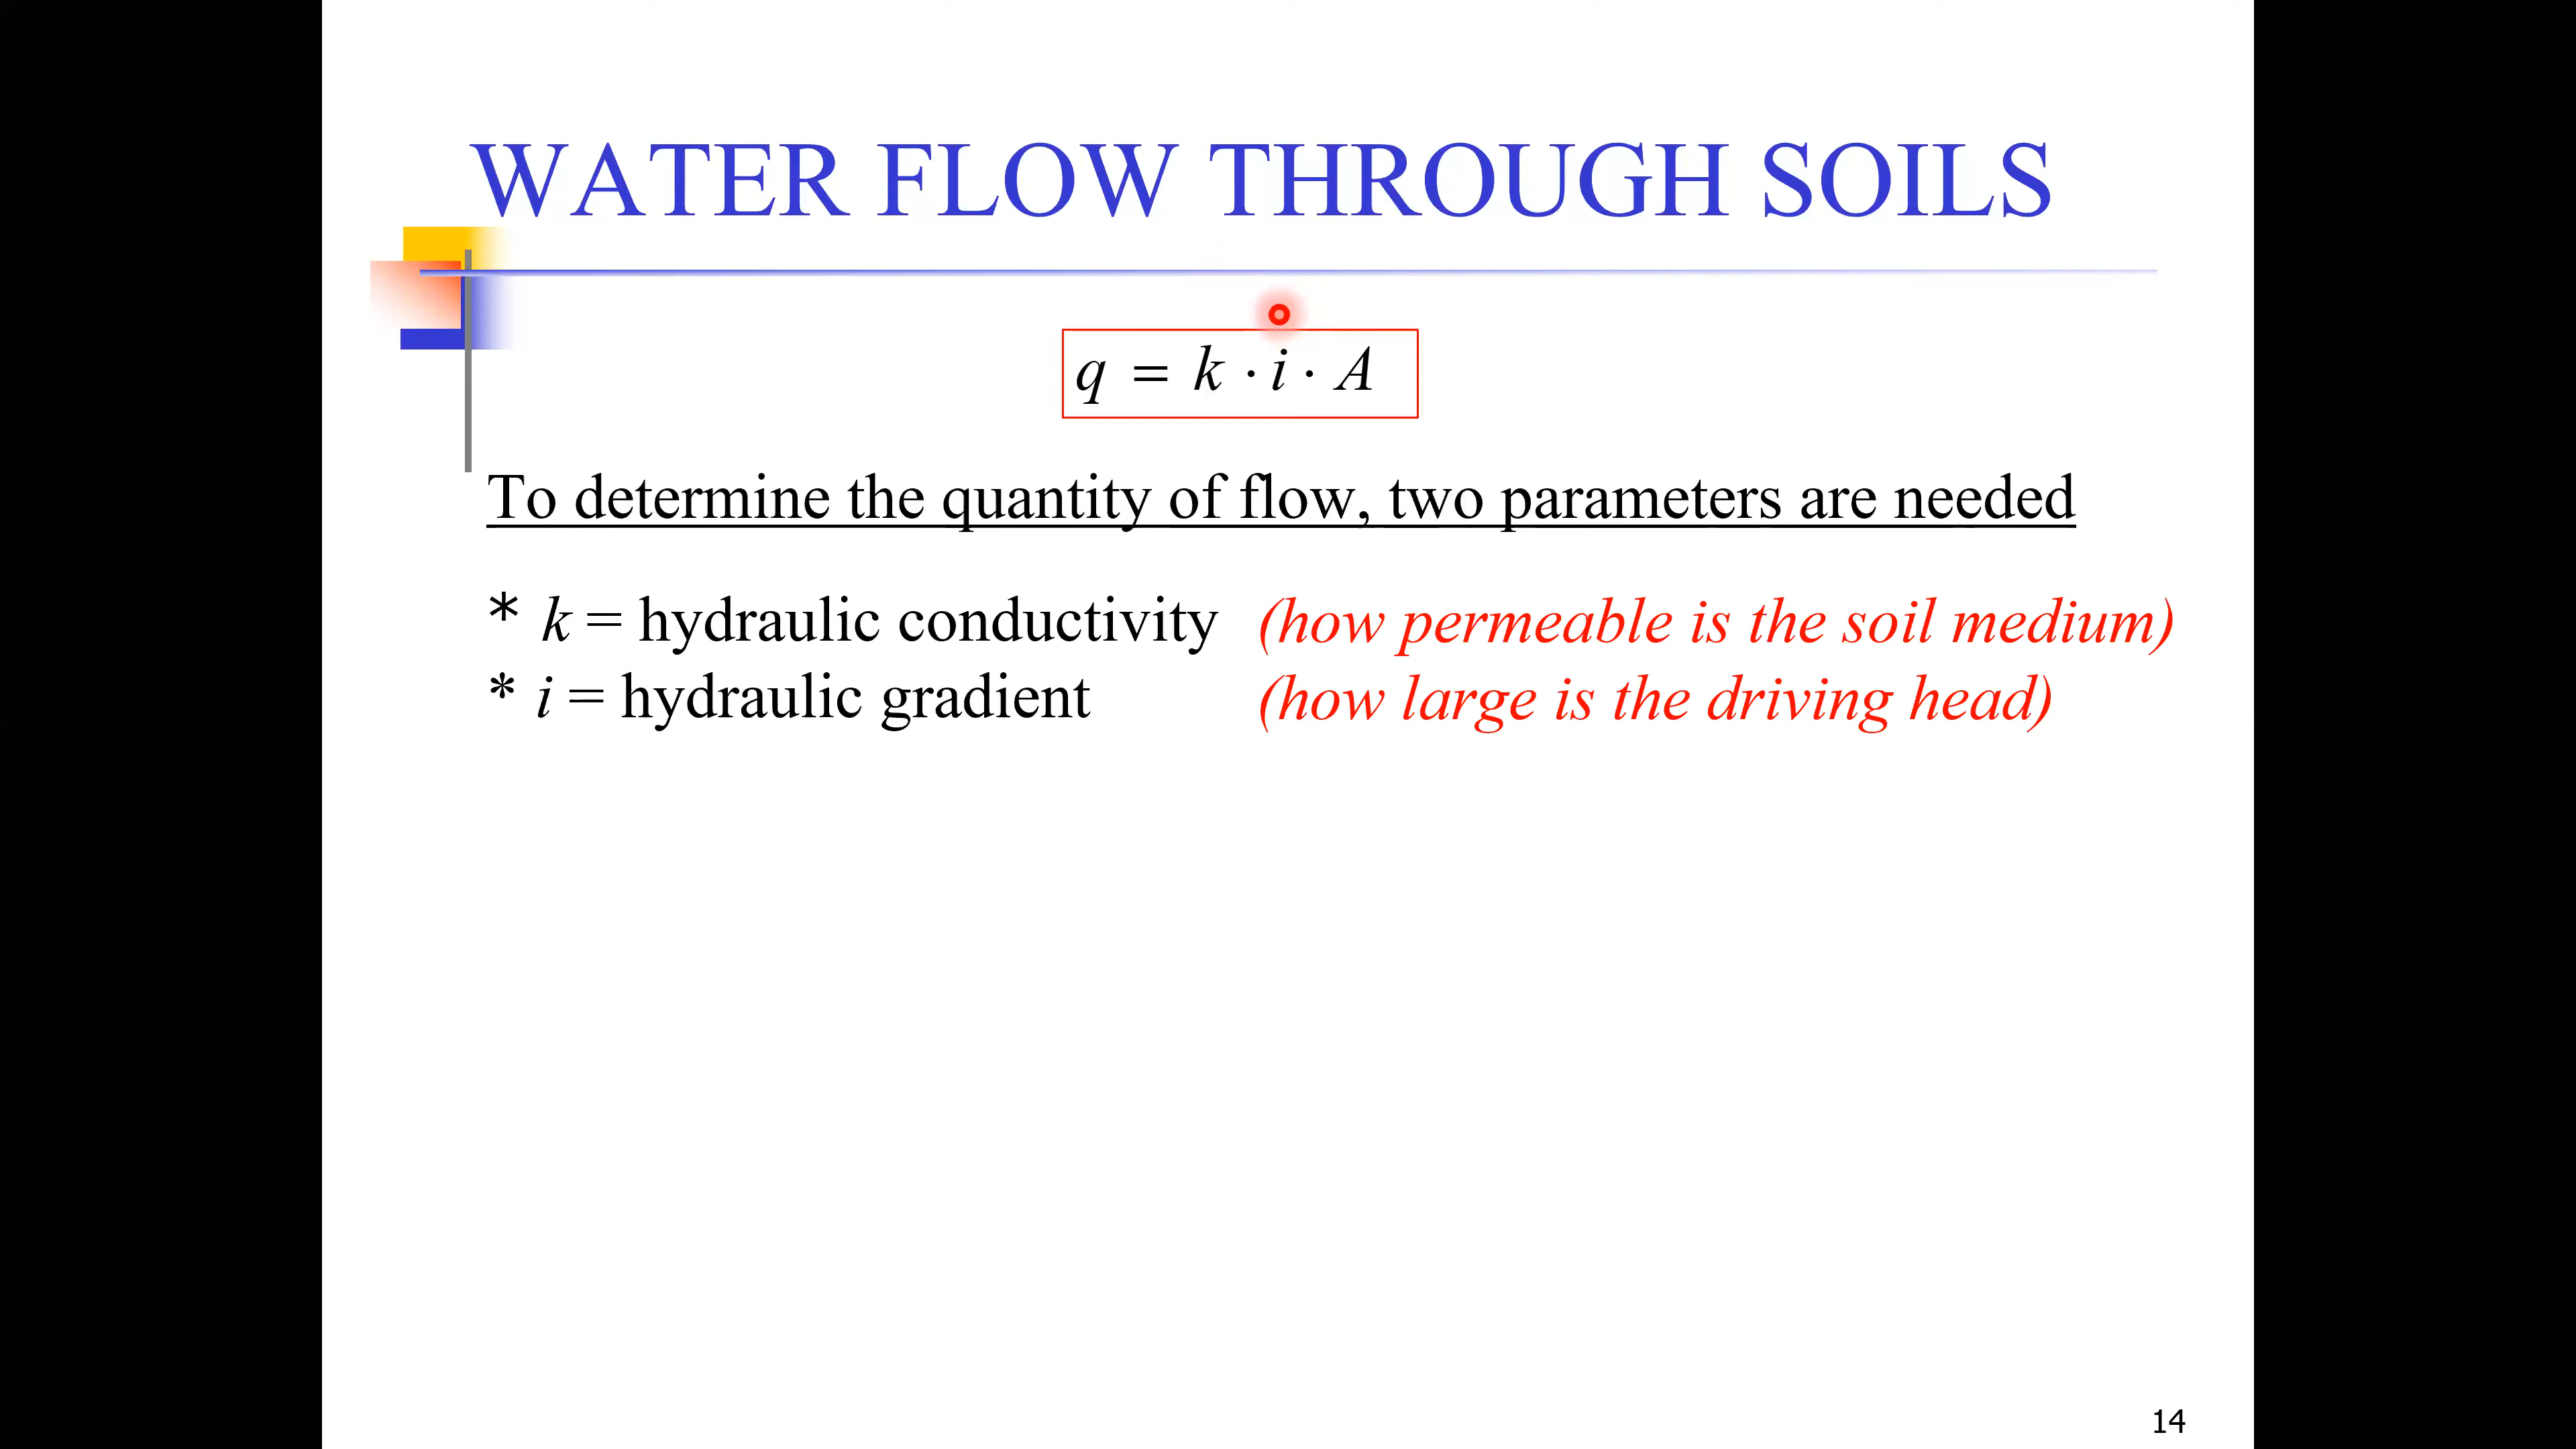 WATER FLOW THROUGH SOILS
q = k · i · A
To determine the quantity of flow, two parameters are needed
* k = hydraulic conductivity (how permeable is the soil medium)
* i = hydraulic gradient (how large is the driving head)
14